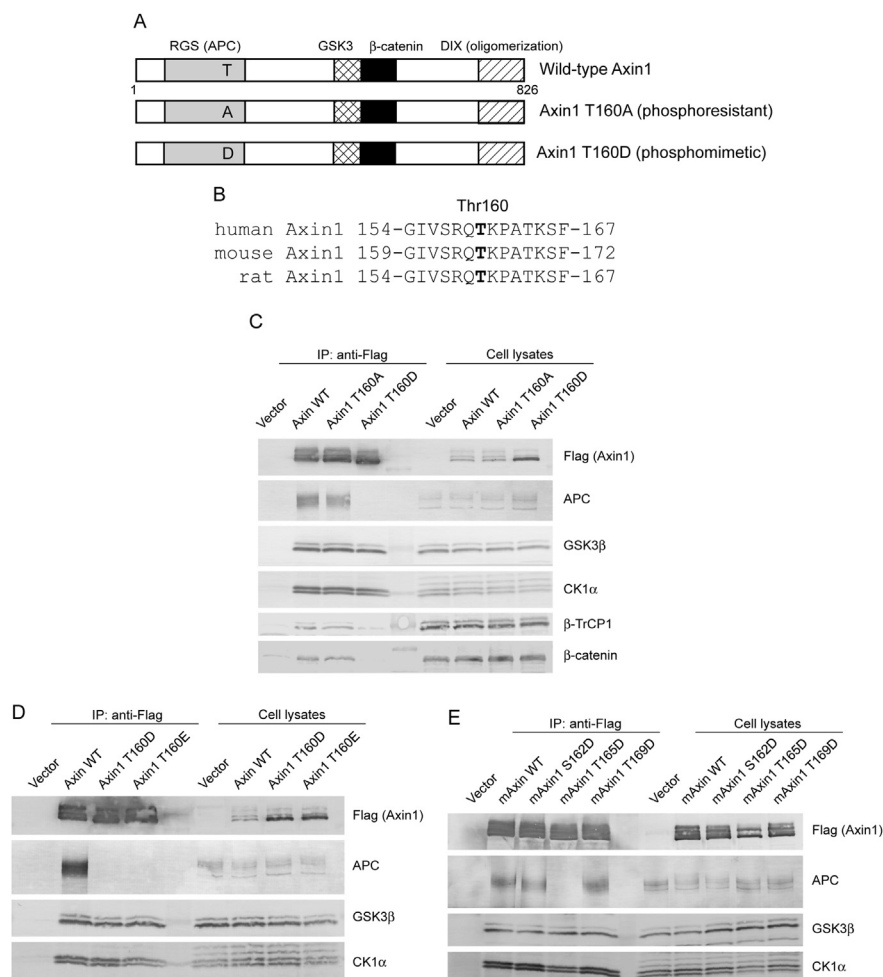 A
RGS (APC) GSK3 β-catenin DIX (oligomerization)
T Wild-type Axin1
1 826
A Axin1 T160A (phosphoresistant)
D Axin1 T160D (phosphomimetic)
B
Thr160
human Axin1 154-GIVSRQTKPATKSF-167
mouse Axin1 159-GIVSRQTKPATKSF-172
rat Axin1 154-GIVSRQTKPATKSF-167
C
IP: anti-Flag Cell lysates
Vector Axin WT Axin1 T160A Axin1 T160D Vector Axin WT Axin1 T160A Axin1 T160D
Flag (Axin1)
APC
GSK3β
CK1α
β-TrCP1
β-catenin
D
IP: anti-Flag Cell lysates
Vector Axin WT Axin1 T160D Axin1 T160E Vector Axin WT Axin1 T160D Axin1 T160E
Flag (Axin1)
APC
GSK3β
CK1α
E
IP: anti-Flag Cell lysates
Vector mAxin WT mAxin1 S162D mAxin1 T165D mAxin1 T169D Vector mAxin WT mAxin1 S162D mAxin1 T165D mAxin1 T169D
Flag (Axin1)
APC
GSK3β
CK1α